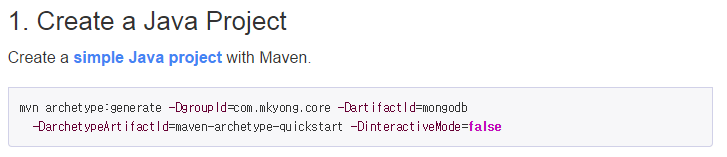 1. Create a Java Project
Create a simple Java project with Maven.
mvn archetype:generate -DgroupId=com.mkyong.core -DartifactId=mongodb
-DarchetypeArtifactId=maven-archetype-quickstart -DinteractiveMode=false